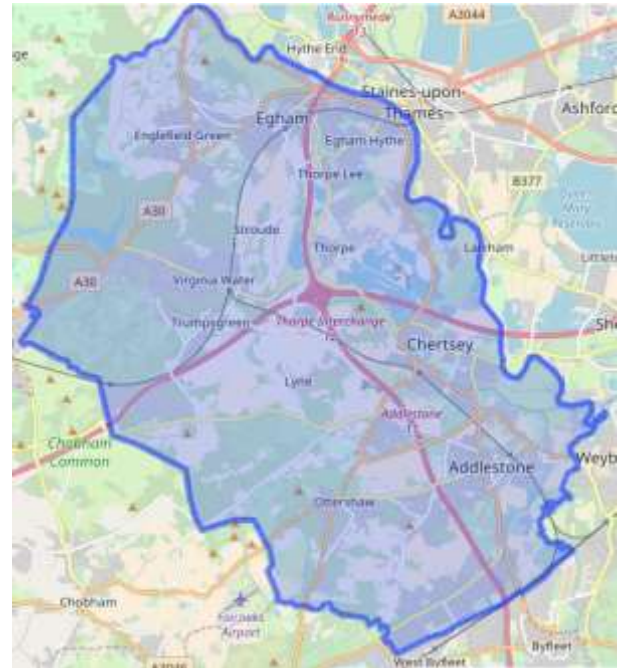 Runnymede
A3044
Hythe End
Staines-upon-
Thames
Egham
Ashford
Englefield Green
Egham Hythe
Thorpe Lee
B377
A30
Stroude
Thorpe
Laleham
A30
Virginia Water
Trumpsgreen
Thorpe Interchange
Chertsey
Lyne
Addlestone
Chobham
Common
Addlestone
Weyb
Ottershaw
Chobham
Fairoaks
Airport
Byfleet
West Byfleet